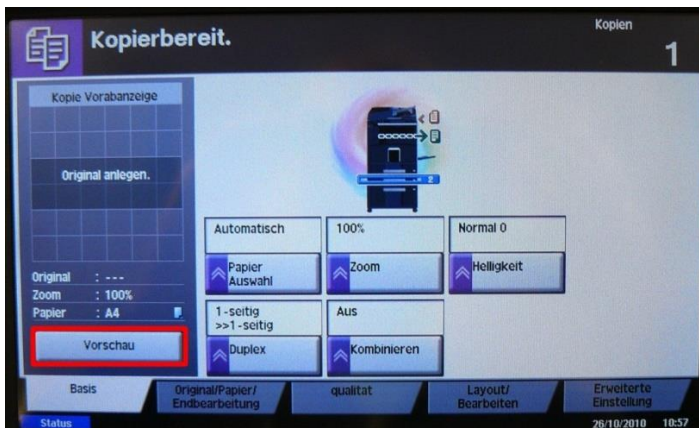 Kopierbereit.
Kopien
1
Kopie Vorabanzeige
Original anlegen.
Original : ---
Zoom : 100%
Papier : A4
Vorschau
2
Automatisch
Papier
Auswahl
100%
Zoom
Normal 0
Helligkeit
1-seitig
>>1-seitig
Duplex
Aus
Kombinieren
Basis
Original/Papier/
Endbearbeitung
qualitat
Layout/
Bearbeiten
Erweiterte
Einstellung
Status
26/10/2010 10:57